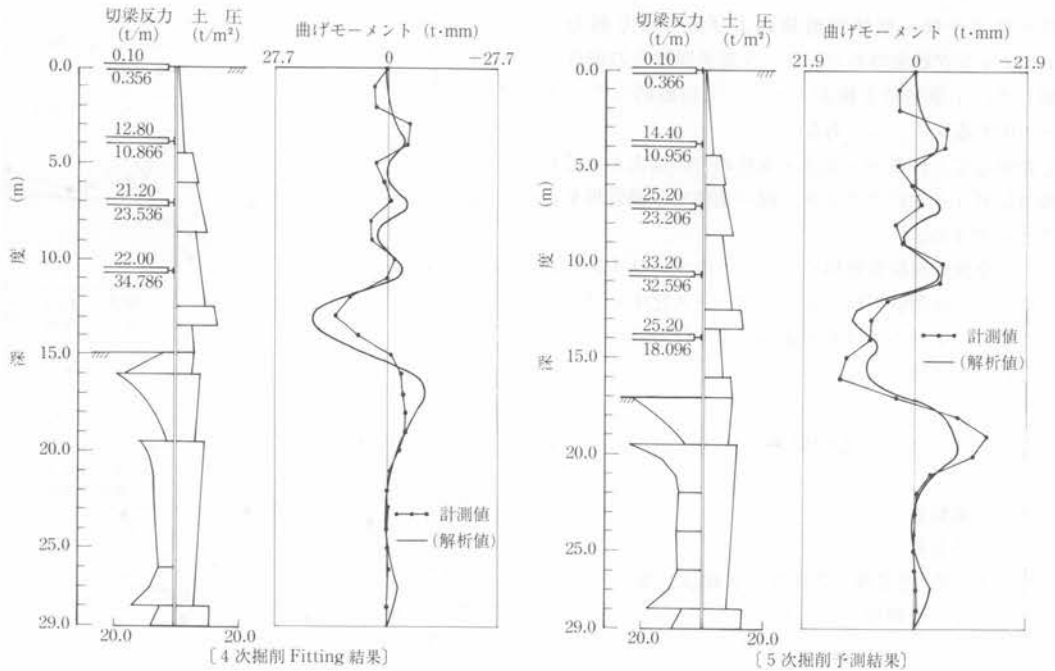 切梁反力 土 圧
(t/m) (t/m²)
曲げモーメント (t·mm)
27.7 0 −27.7
0.0
0.10
0.356
12.80
10.866
5.0
21.20
23.536
10.0
22.00
34.786
15.0
20.0
25.0
29.0
深 度 (m)
計測値
(解析値)
20.0 20.0
[4次掘削 Fitting 結果]
切梁反力 土 圧
(t/m) (t/m²)
曲げモーメント (t·mm)
21.9 0 −21.9
0.0
0.10
0.366
14.40
10.956
5.0
25.20
23.206
10.0
33.20
32.596
25.20
18.096
15.0
20.0
25.0
29.0
深 度 (m)
計測値
(解析値)
20.0 20.0
[5次掘削予測結果]